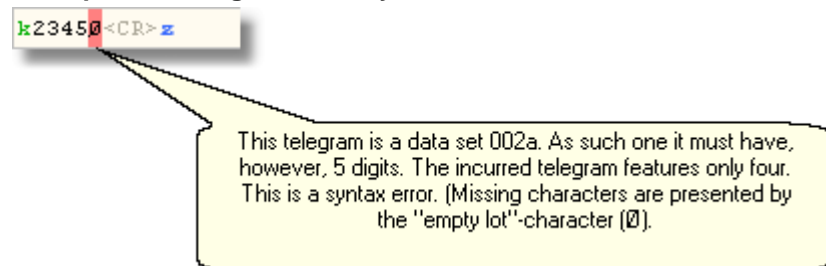 k2345Ø<CR>z
This telegram is a data set 002a. As such one it must have,
however, 5 digits. The incurred telegram features only four.
This is a syntax error. (Missing characters are presented by
the "empty lot"-character (Ø).